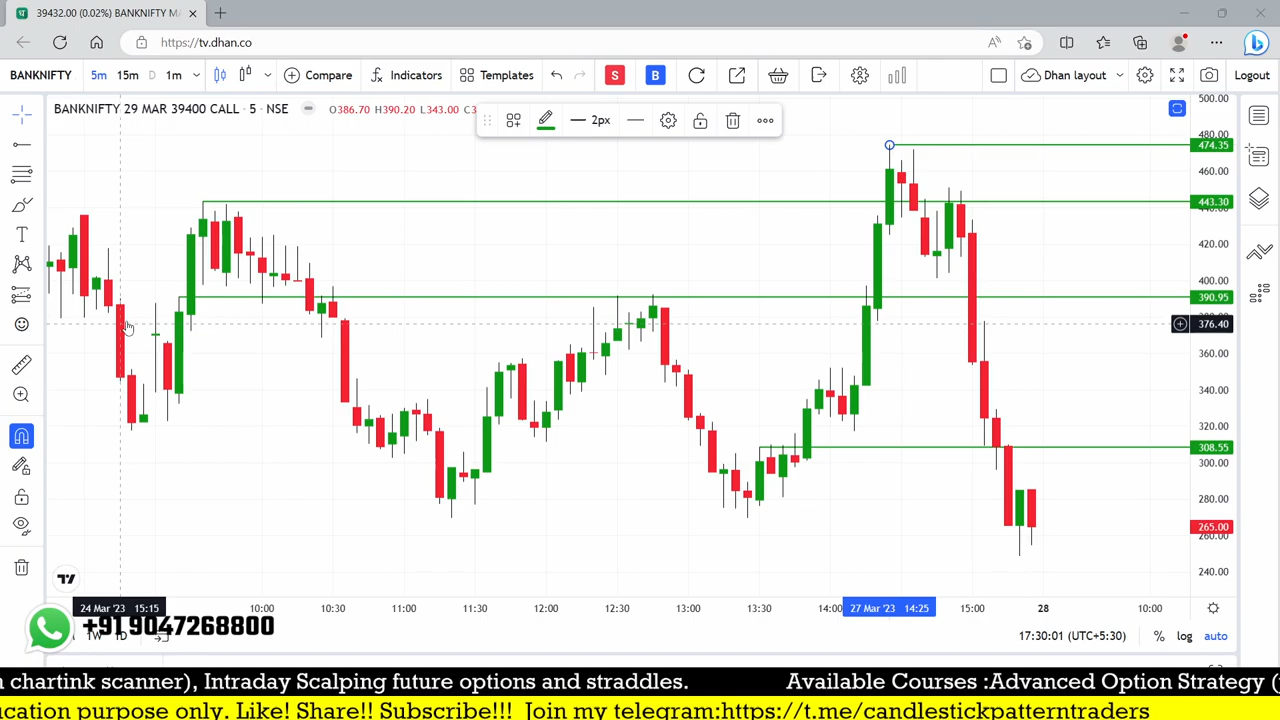 39432.00 (0.02%) BANKNIFTY M
https://tv.dhan.co
BANKNIFTY 5m 15m D 1m Compare Indicators Templates S B Dhan layout Logout
BANKNIFTY 29 MAR 39400 CALL · 5 · NSE O386.70 H390.20 L343.00 C3
2px
500.00
480.00
474.35
460.00
443.30
440.00
420.00
400.00
390.95
380.00
376.40
360.00
340.00
320.00
308.55
300.00
280.00
265.00
260.00
240.00
24 Mar '23 15:15 10:00 10:30 11:00 11:30 12:00 12:30 13:00 13:30 14:00 27 Mar '23 14:25 15:00 28 10:00
+91 9047268800
1W 1D 17:30:01 (UTC+5:30) % log auto
chartink scanner), Intraday Scalping future options and straddles. Available Courses :Advanced Option Strategy (
ucation purpose only. Like! Share!! Subscribe!!! Join my telegram:https://t.me/candlestickpatterntraders